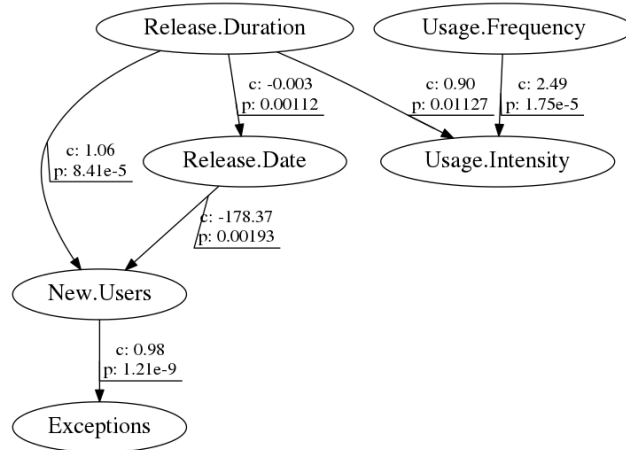 Release.Duration
Usage.Frequency
c: -0.003
p: 0.00112
c: 0.90
p: 0.01127
c: 2.49
p: 1.75e-5
c: 1.06
p: 8.41e-5
Release.Date
Usage.Intensity
c: -178.37
p: 0.00193
New.Users
c: 0.98
p: 1.21e-9
Exceptions